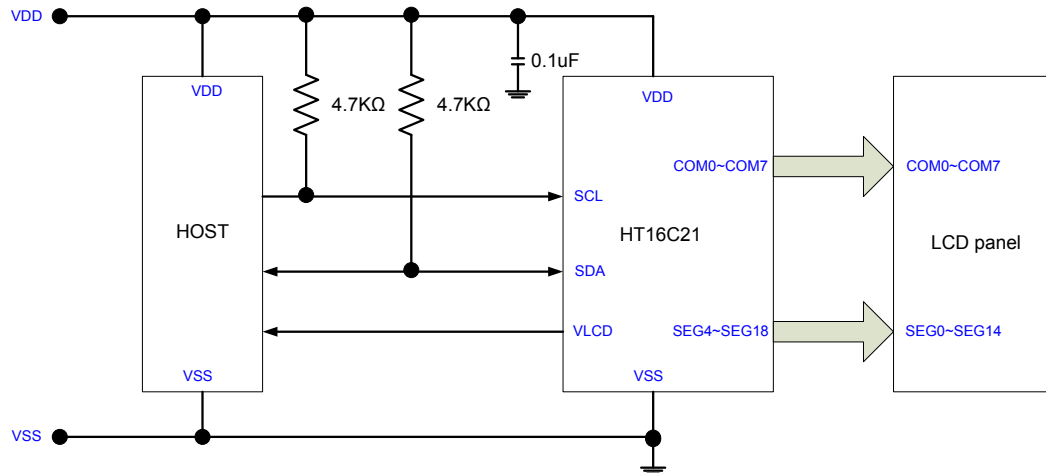 VDD
0.1uF
VDD
4.7KΩ
4.7KΩ
VDD
COM0~COM7
COM0~COM7
SCL
HOST
HT16C21
LCD panel
SDA
VLCD
SEG4~SEG18
SEG0~SEG14
VSS
VSS
VSS